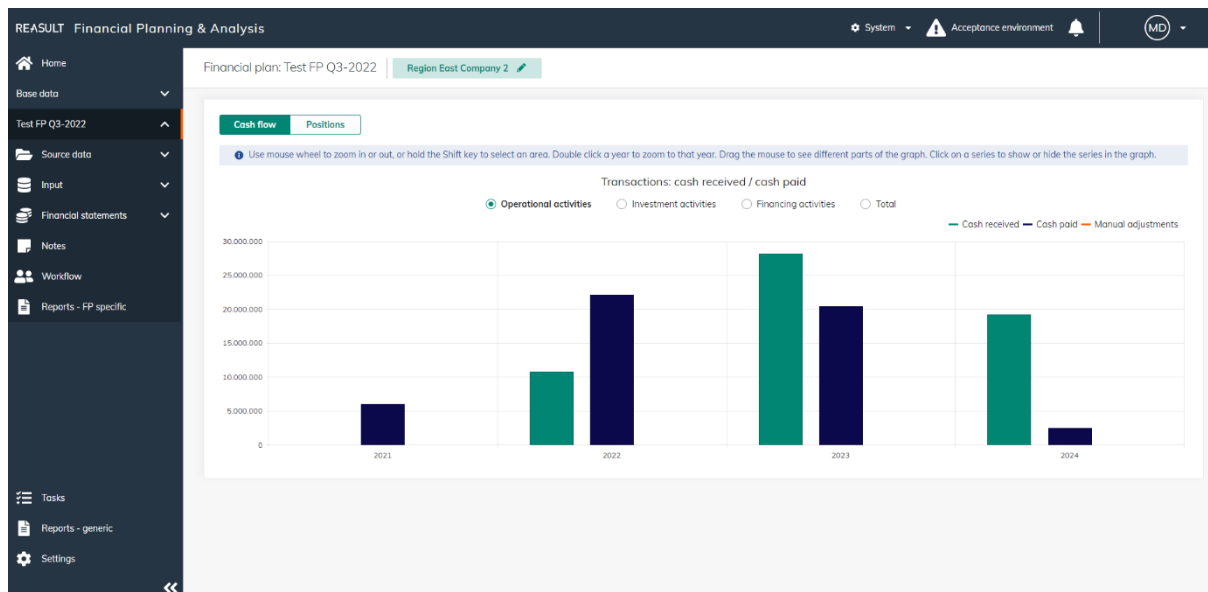 REASULT Financial Planning & Analysis
System
Acceptance environment
MD
Home
Base data
Test FP Q3-2022
Source data
Input
Financial statements
Notes
Workflow
Reports - FP specific
Tasks
Reports - generic
Settings
Financial plan: Test FP Q3-2022
Region East Company 2
Cash flow Positions
Use mouse wheel to zoom in or out, or hold the Shift key to select an area. Double click a year to zoom to that year. Drag the mouse to see different parts of the graph. Click on a series to show or hide the series in the graph.
Transactions: cash received / cash paid
Operational activities Investment activities Financing activities Total
Cash received Cash paid Manual adjustments
30.000.000
25.000.000
20.000.000
15.000.000
10.000.000
5.000.000
0
2021 2022 2023 2024